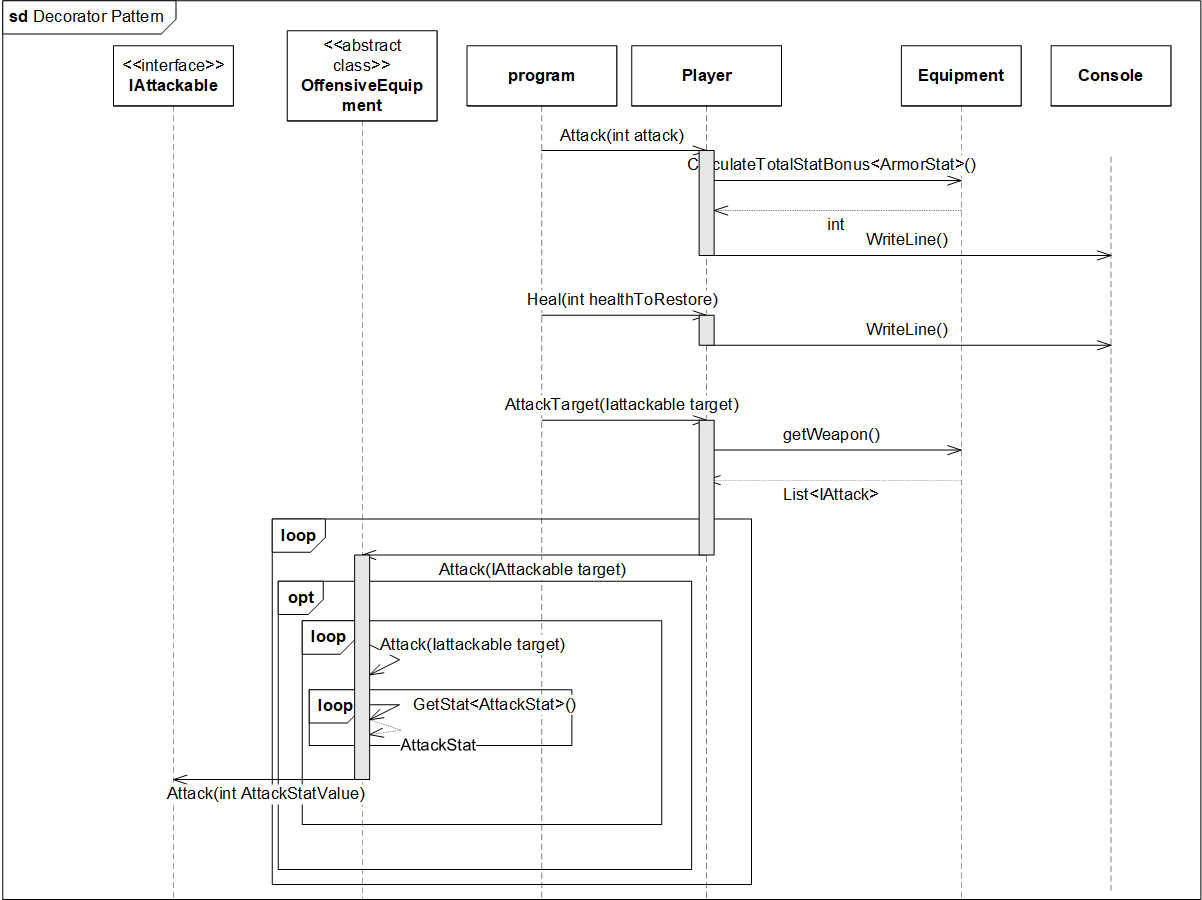 sd Decorator Pattern
<<interface>>
IAttackable
<<abstract
class>>
OffensiveEquip
ment
program
Player
Equipment
Console
Attack(int attack)
CalculateTotalStatBonus<ArmorStat>()
int
WriteLine()
Heal(int healthToRestore)
WriteLine()
AttackTarget(Iattackable target)
getWeapon()
List<IAttack>
loop
Attack(IAttackable target)
opt
loop
Attack(Iattackable target)
loop
GetStat<AttackStat>()
AttackStat
Attack(int AttackStatValue)